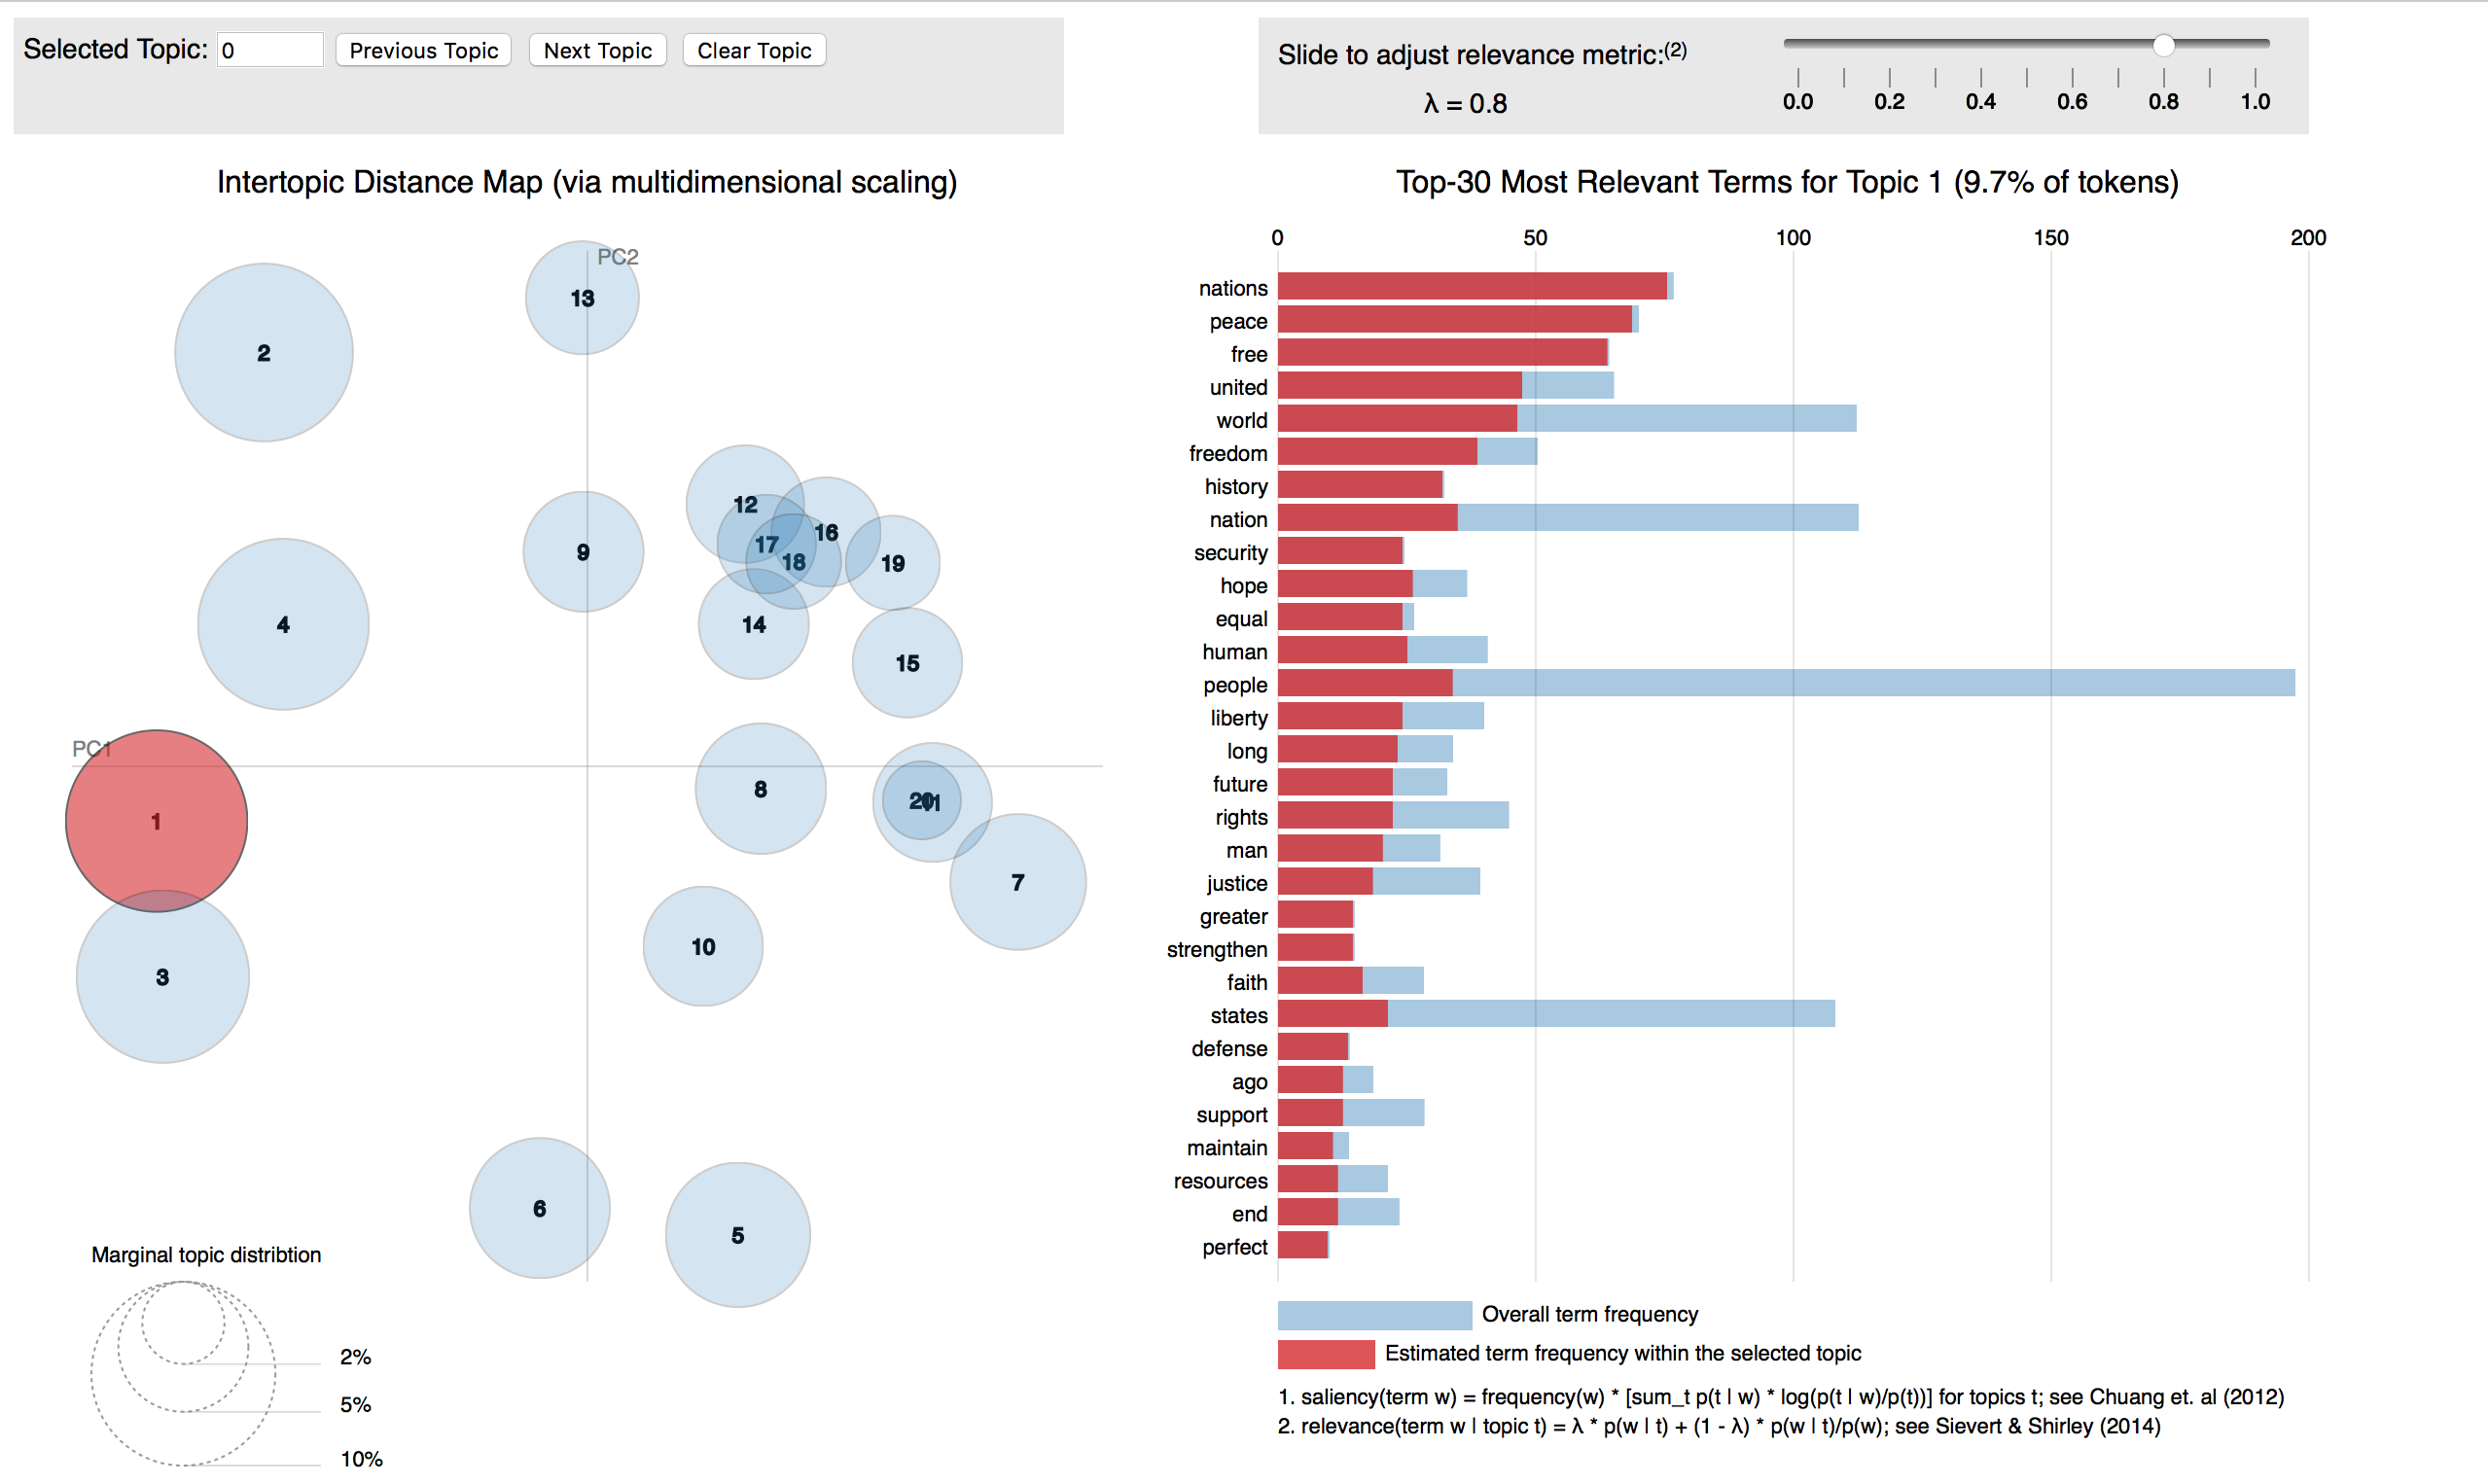 Selected Topic: 0 Previous Topic Next Topic Clear Topic
Slide to adjust relevance metric:(2)
λ = 0.8
0.0 0.2 0.4 0.6 0.8 1.0
Intertopic Distance Map (via multidimensional scaling)
PC2
13
2
12
16
17
9
18
19
4
14
15
PC1
8
20
11
1
7
10
3
6
5
Marginal topic distribtion
2%
5%
10%
Top-30 Most Relevant Terms for Topic 1 (9.7% of tokens)
0 50 100 150 200
nations
peace
free
united
world
freedom
history
nation
security
hope
equal
human
people
liberty
long
future
rights
man
justice
greater
strengthen
faith
states
defense
ago
support
maintain
resources
end
perfect
Overall term frequency
Estimated term frequency within the selected topic
1. saliency(term w) = frequency(w) * [sum_t p(t | w) * log(p(t | w)/p(t))] for topics t; see Chuang et. al (2012)
2. relevance(term w | topic t) = λ * p(w | t) + (1 - λ) * p(w | t)/p(w); see Sievert & Shirley (2014)